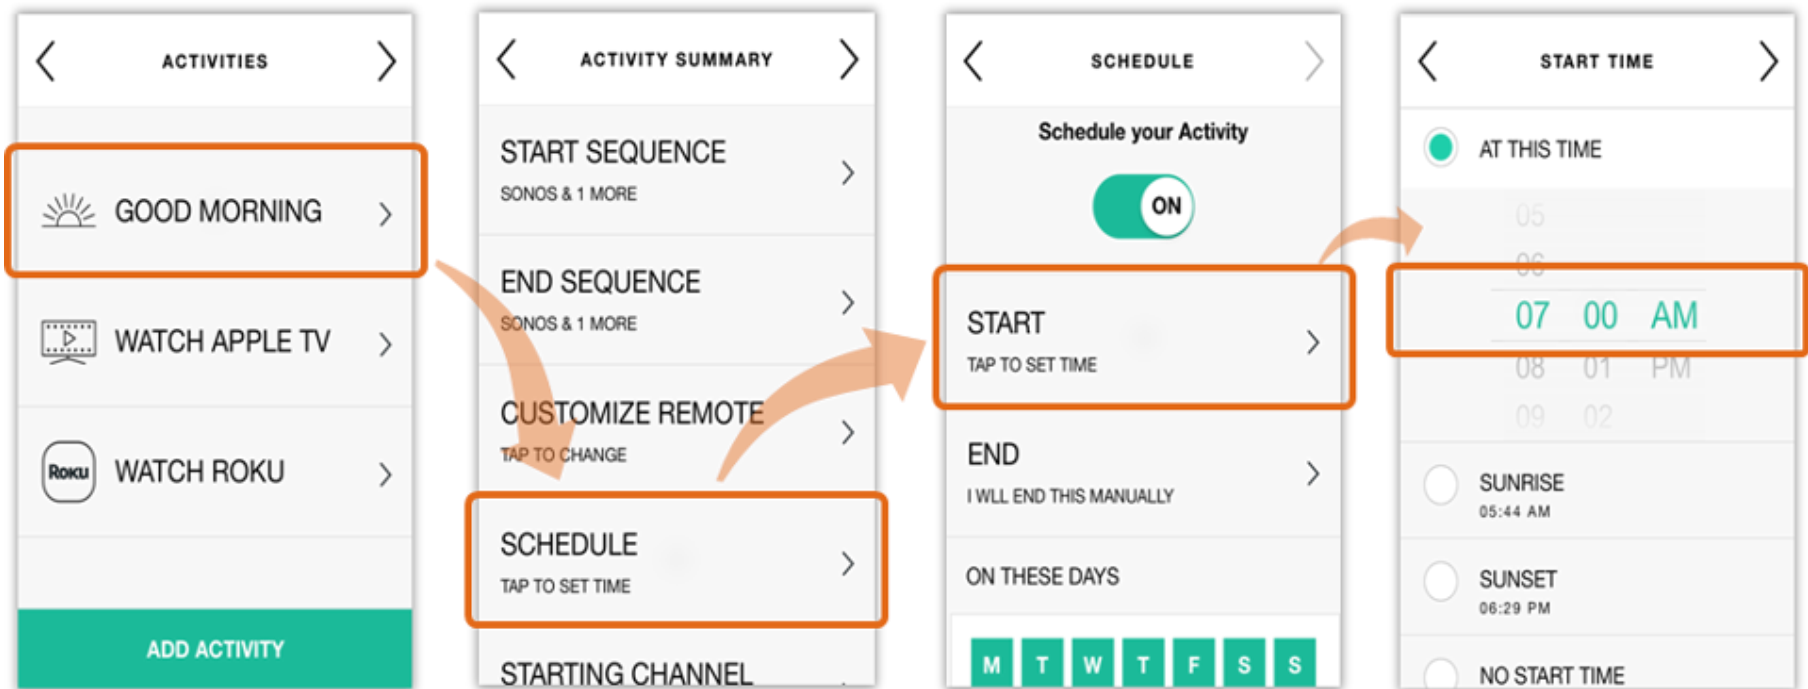 ACTIVITIES
GOOD MORNING
WATCH APPLE TV
ROKU
WATCH ROKU
ADD ACTIVITY
ACTIVITY SUMMARY
START SEQUENCE
SONOS & 1 MORE
END SEQUENCE
SONOS & 1 MORE
CUSTOMIZE REMOTE
TAP TO CHANGE
SCHEDULE
TAP TO SET TIME
STARTING CHANNEL
SCHEDULE
Schedule your Activity
ON
START
TAP TO SET TIME
END
I WLL END THIS MANUALLY
ON THESE DAYS
M T W T F S S
START TIME
AT THIS TIME
05
06
07 00 AM
08 01 PM
09 02
SUNRISE
05:44 AM
SUNSET
06:29 PM
NO START TIME